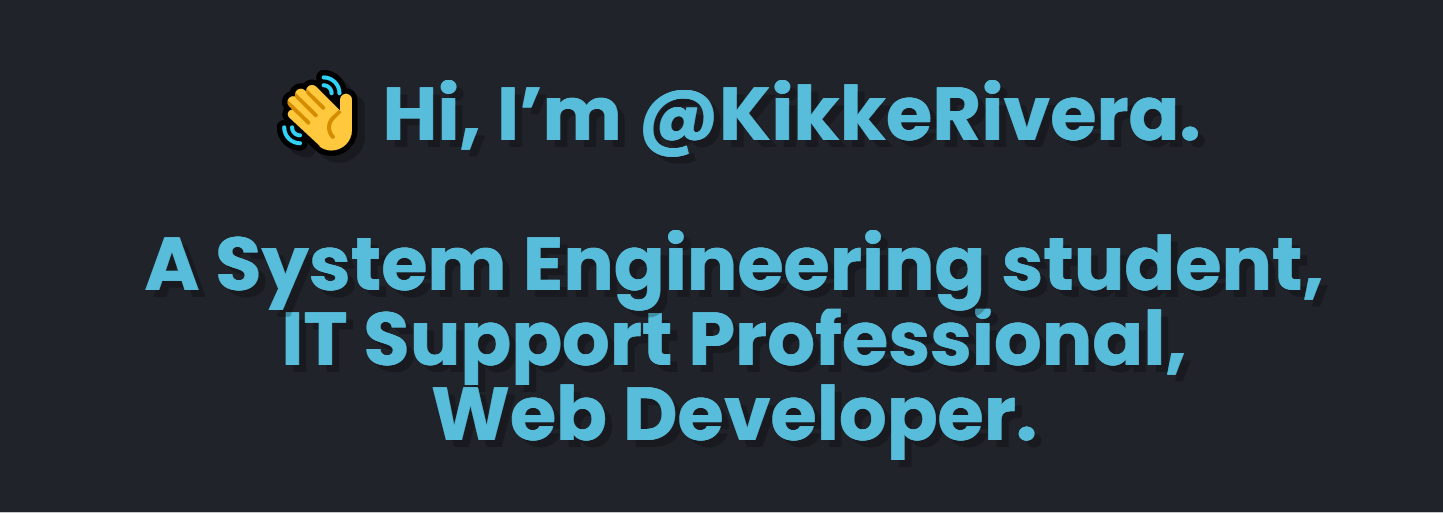 👋 Hi, I’m @KikkeRivera.
A System Engineering student,
IT Support Professional,
Web Developer.